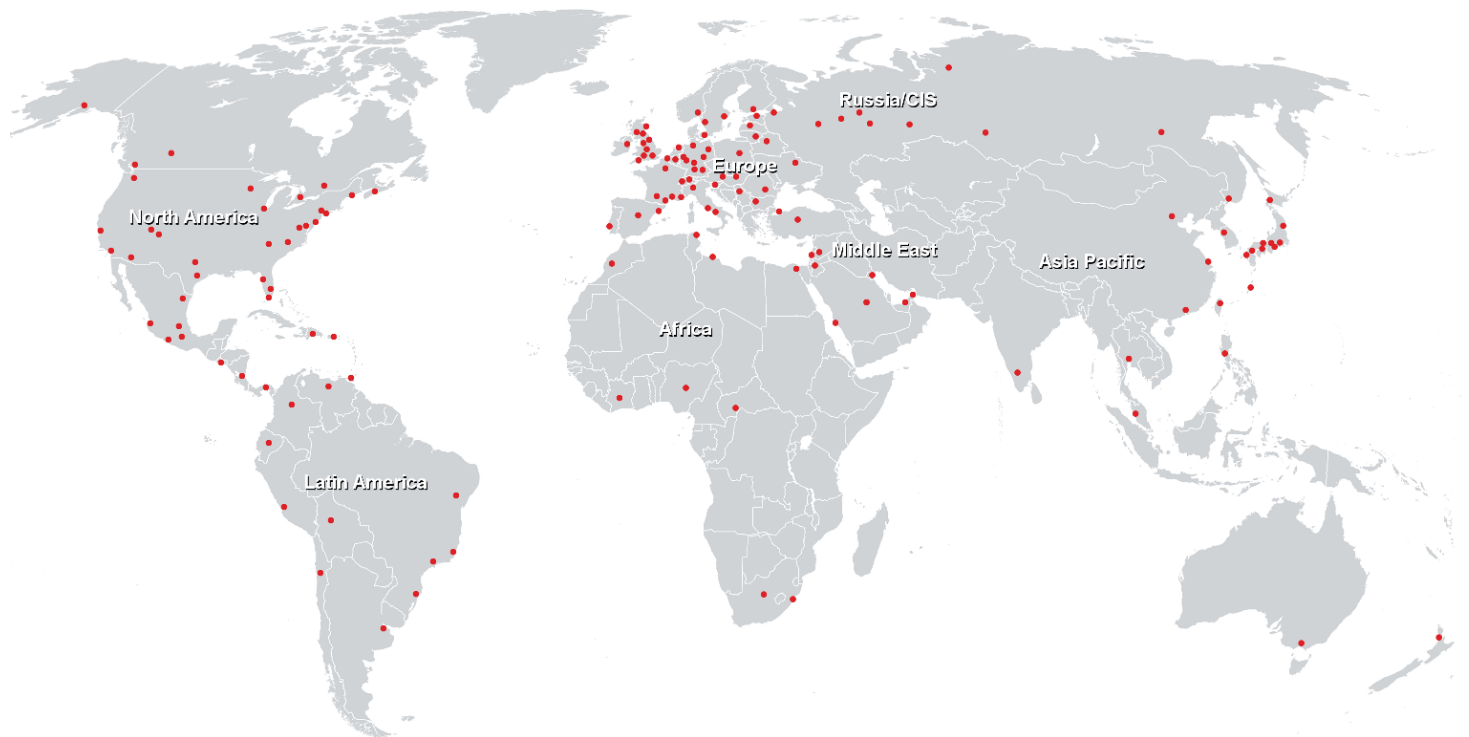 Russia/CIS
Europe
North America
Middle East
Asia Pacific
Africa
Latin America